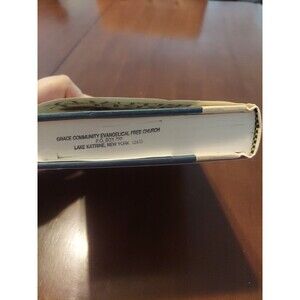 GRACE COMMUNITY EVANGELICAL FREE CHURCH
P.O. BOX
LAKE KATRINE, NEW YORK 12449